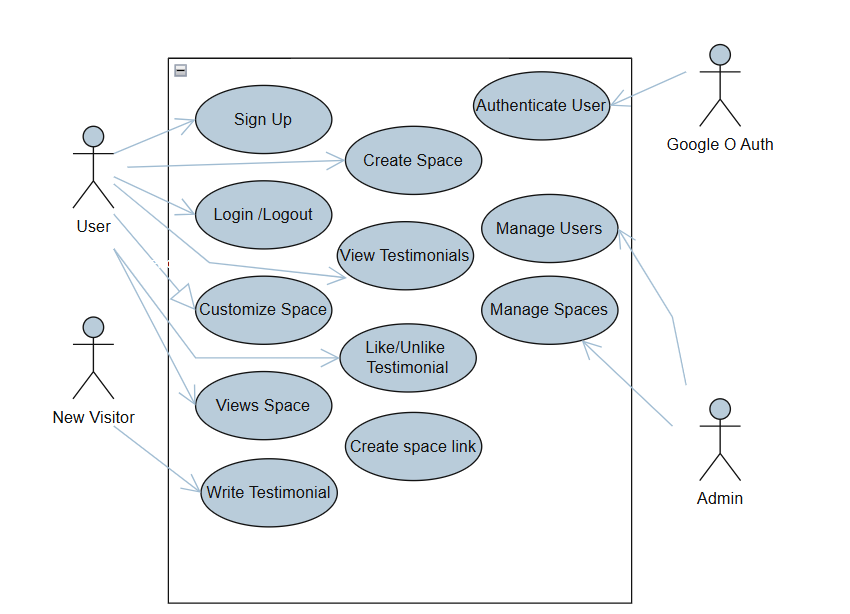 Sign Up
Authenticate User
Google O Auth
Create Space
User
Login /Logout
Manage Users
View Testimonials
Customize Space
Manage Spaces
Like/Unlike
Testimonial
New Visitor
Views Space
Create space link
Write Testimonial
Admin